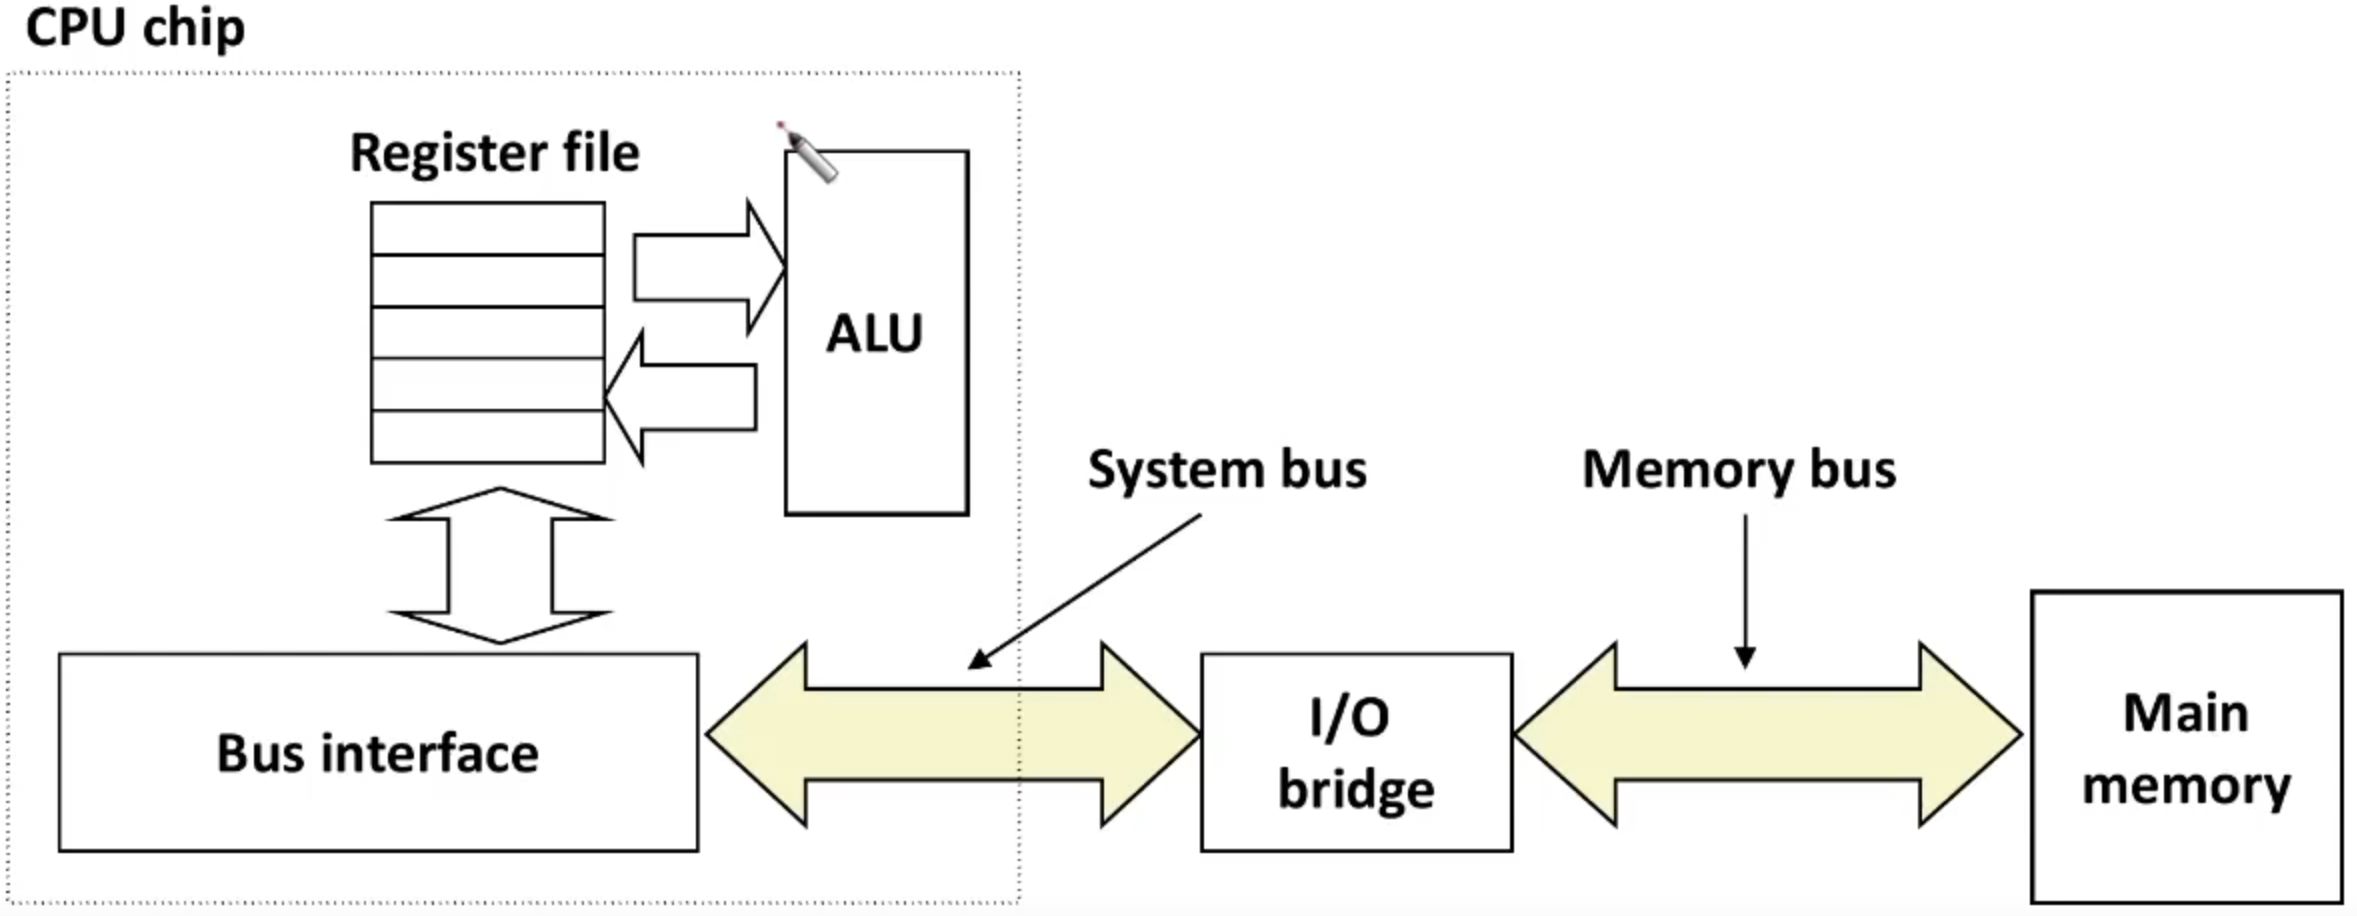 CPU chip
Register file
ALU
System bus
Memory bus
Bus interface
I/O
bridge
Main
memory